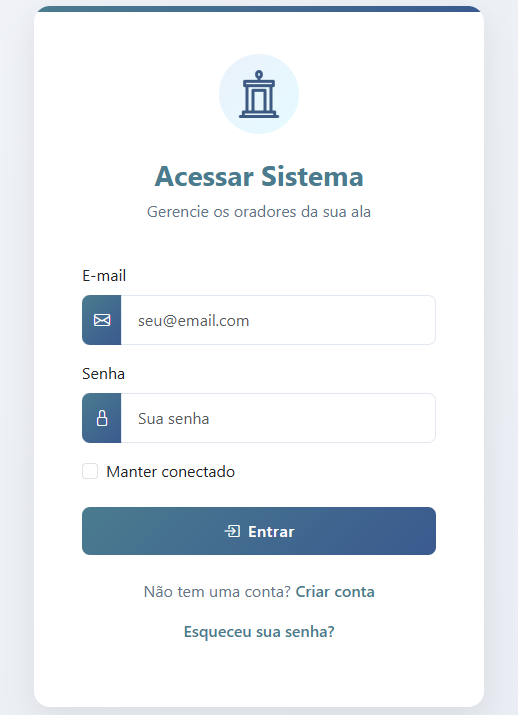 Acessar Sistema
Gerencie os oradores da sua ala
E-mail
seu@email.com
Senha
Sua senha
Manter conectado
Entrar
Não tem uma conta? Criar conta
Esqueceu sua senha?